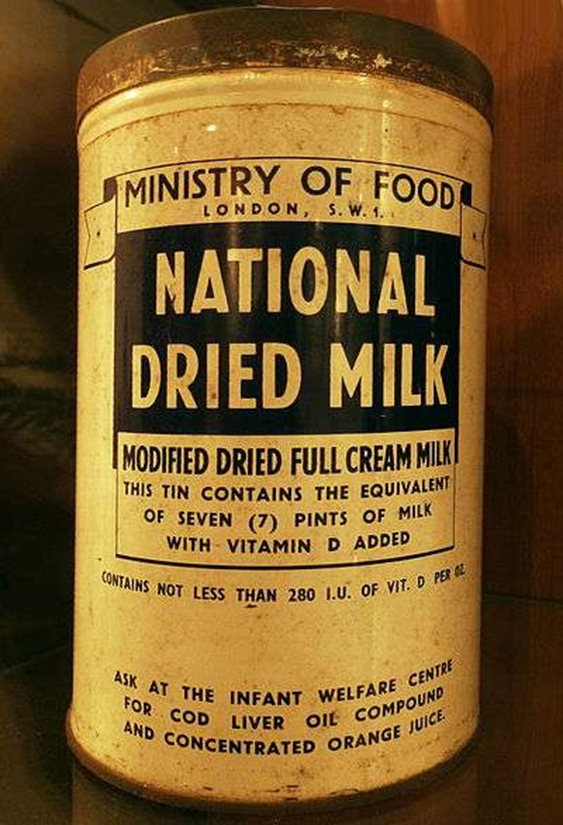 MINISTRY OF FOOD
LONDON, S.W.1.
NATIONAL
DRIED MILK
MODIFIED DRIED FULL CREAM MILK
THIS TIN CONTAINS THE EQUIVALENT
OF SEVEN (7) PINTS OF MILK
WITH VITAMIN D ADDED
CONTAINS NOT LESS THAN 280 I.U. OF VIT. D PER OZ.
ASK AT THE INFANT WELFARE CENTRE
FOR COD LIVER OIL COMPOUND
AND CONCENTRATED ORANGE JUICE.